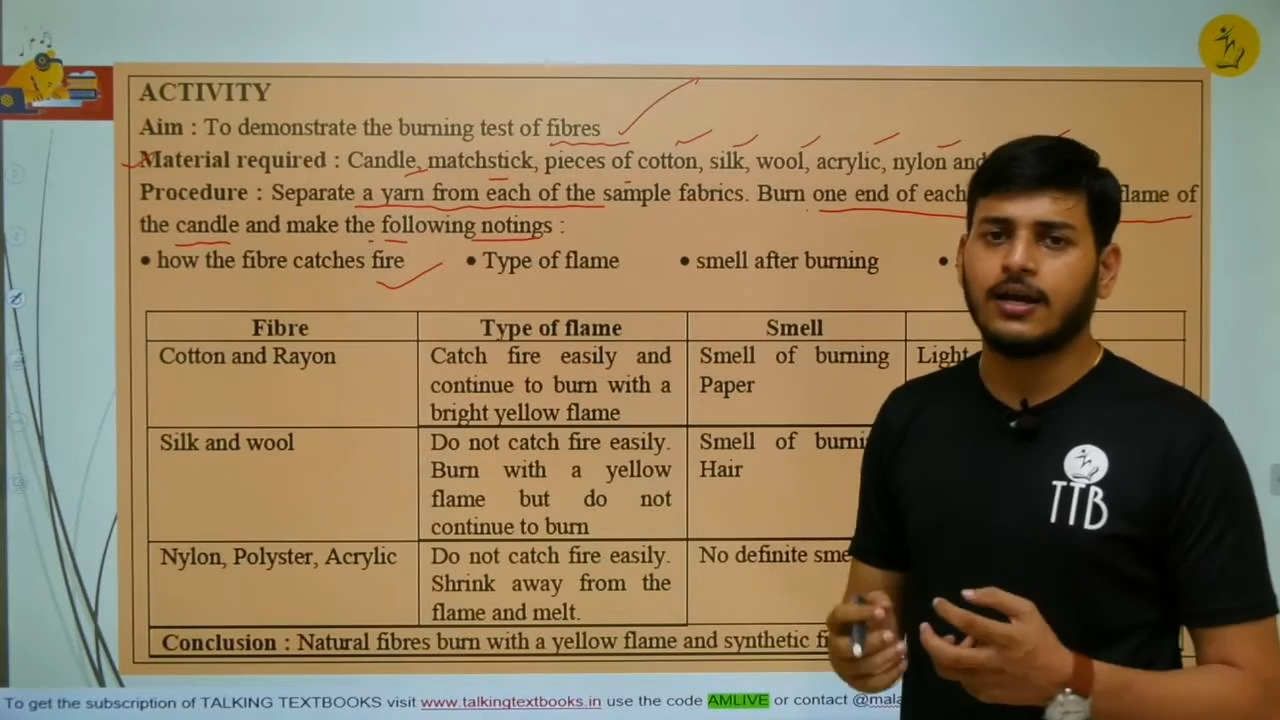 ACTIVITY
Aim : To demonstrate the burning test of fibres
Material required : Candle, matchstick, pieces of cotton, silk, wool, acrylic, nylon and
Procedure : Separate a yarn from each of the sample fabrics. Burn one end of each flame of
the candle and make the following notings :
• how the fibre catches fire • Type of flame • smell after burning •
Fibre Type of flame Smell
Cotton and Rayon
Catch fire easily and
continue to burn with a
bright yellow flame
Smell of burning
Paper
Light
Silk and wool
Do not catch fire easily.
Burn with a yellow
flame but do not
continue to burn
Smell of
Hair
Nylon, Polyster, Acrylic
Do not catch fire easily.
Shrink away from the
flame and melt.
No definite
Conclusion : Natural fibres burn with a yellow flame and synthetic
TTB
To get the subscription of TALKING TEXTBOOKS visit www.talkingtextbooks.in use the code AMLIVE or contact